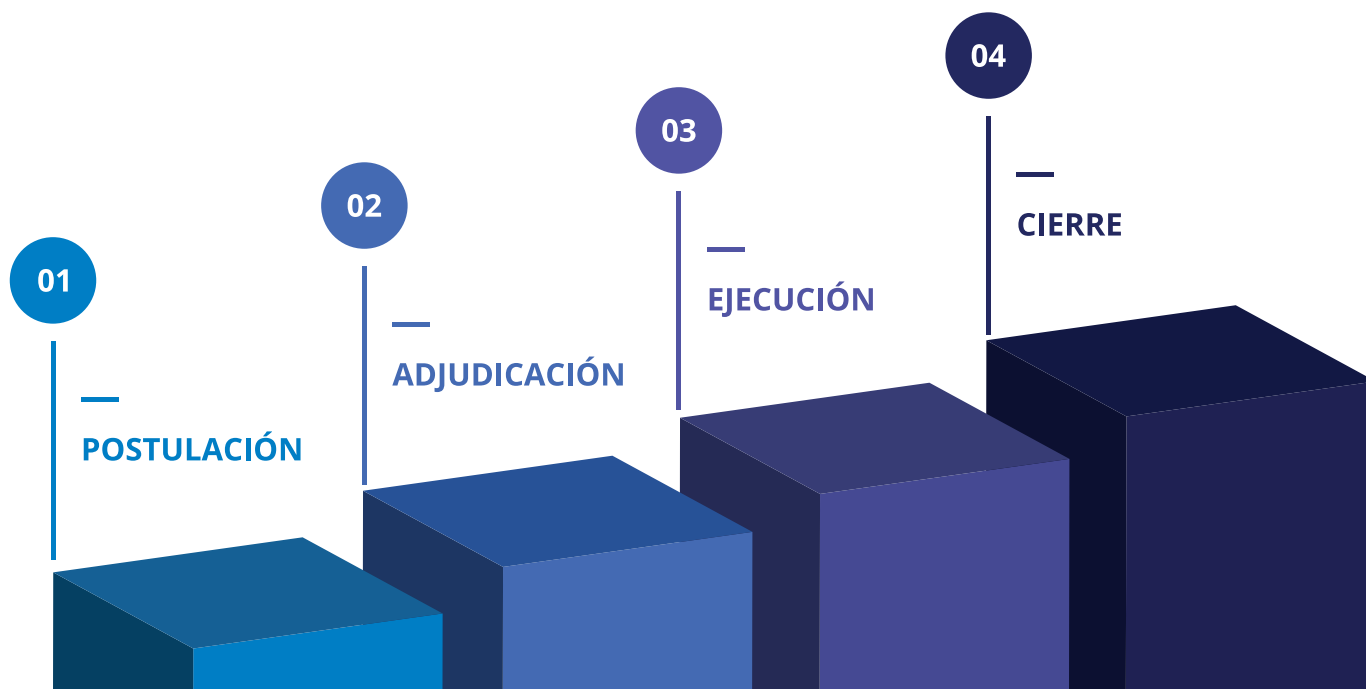 01
POSTULACIÓN
02
ADJUDICACIÓN
03
EJECUCIÓN
04
CIERRE